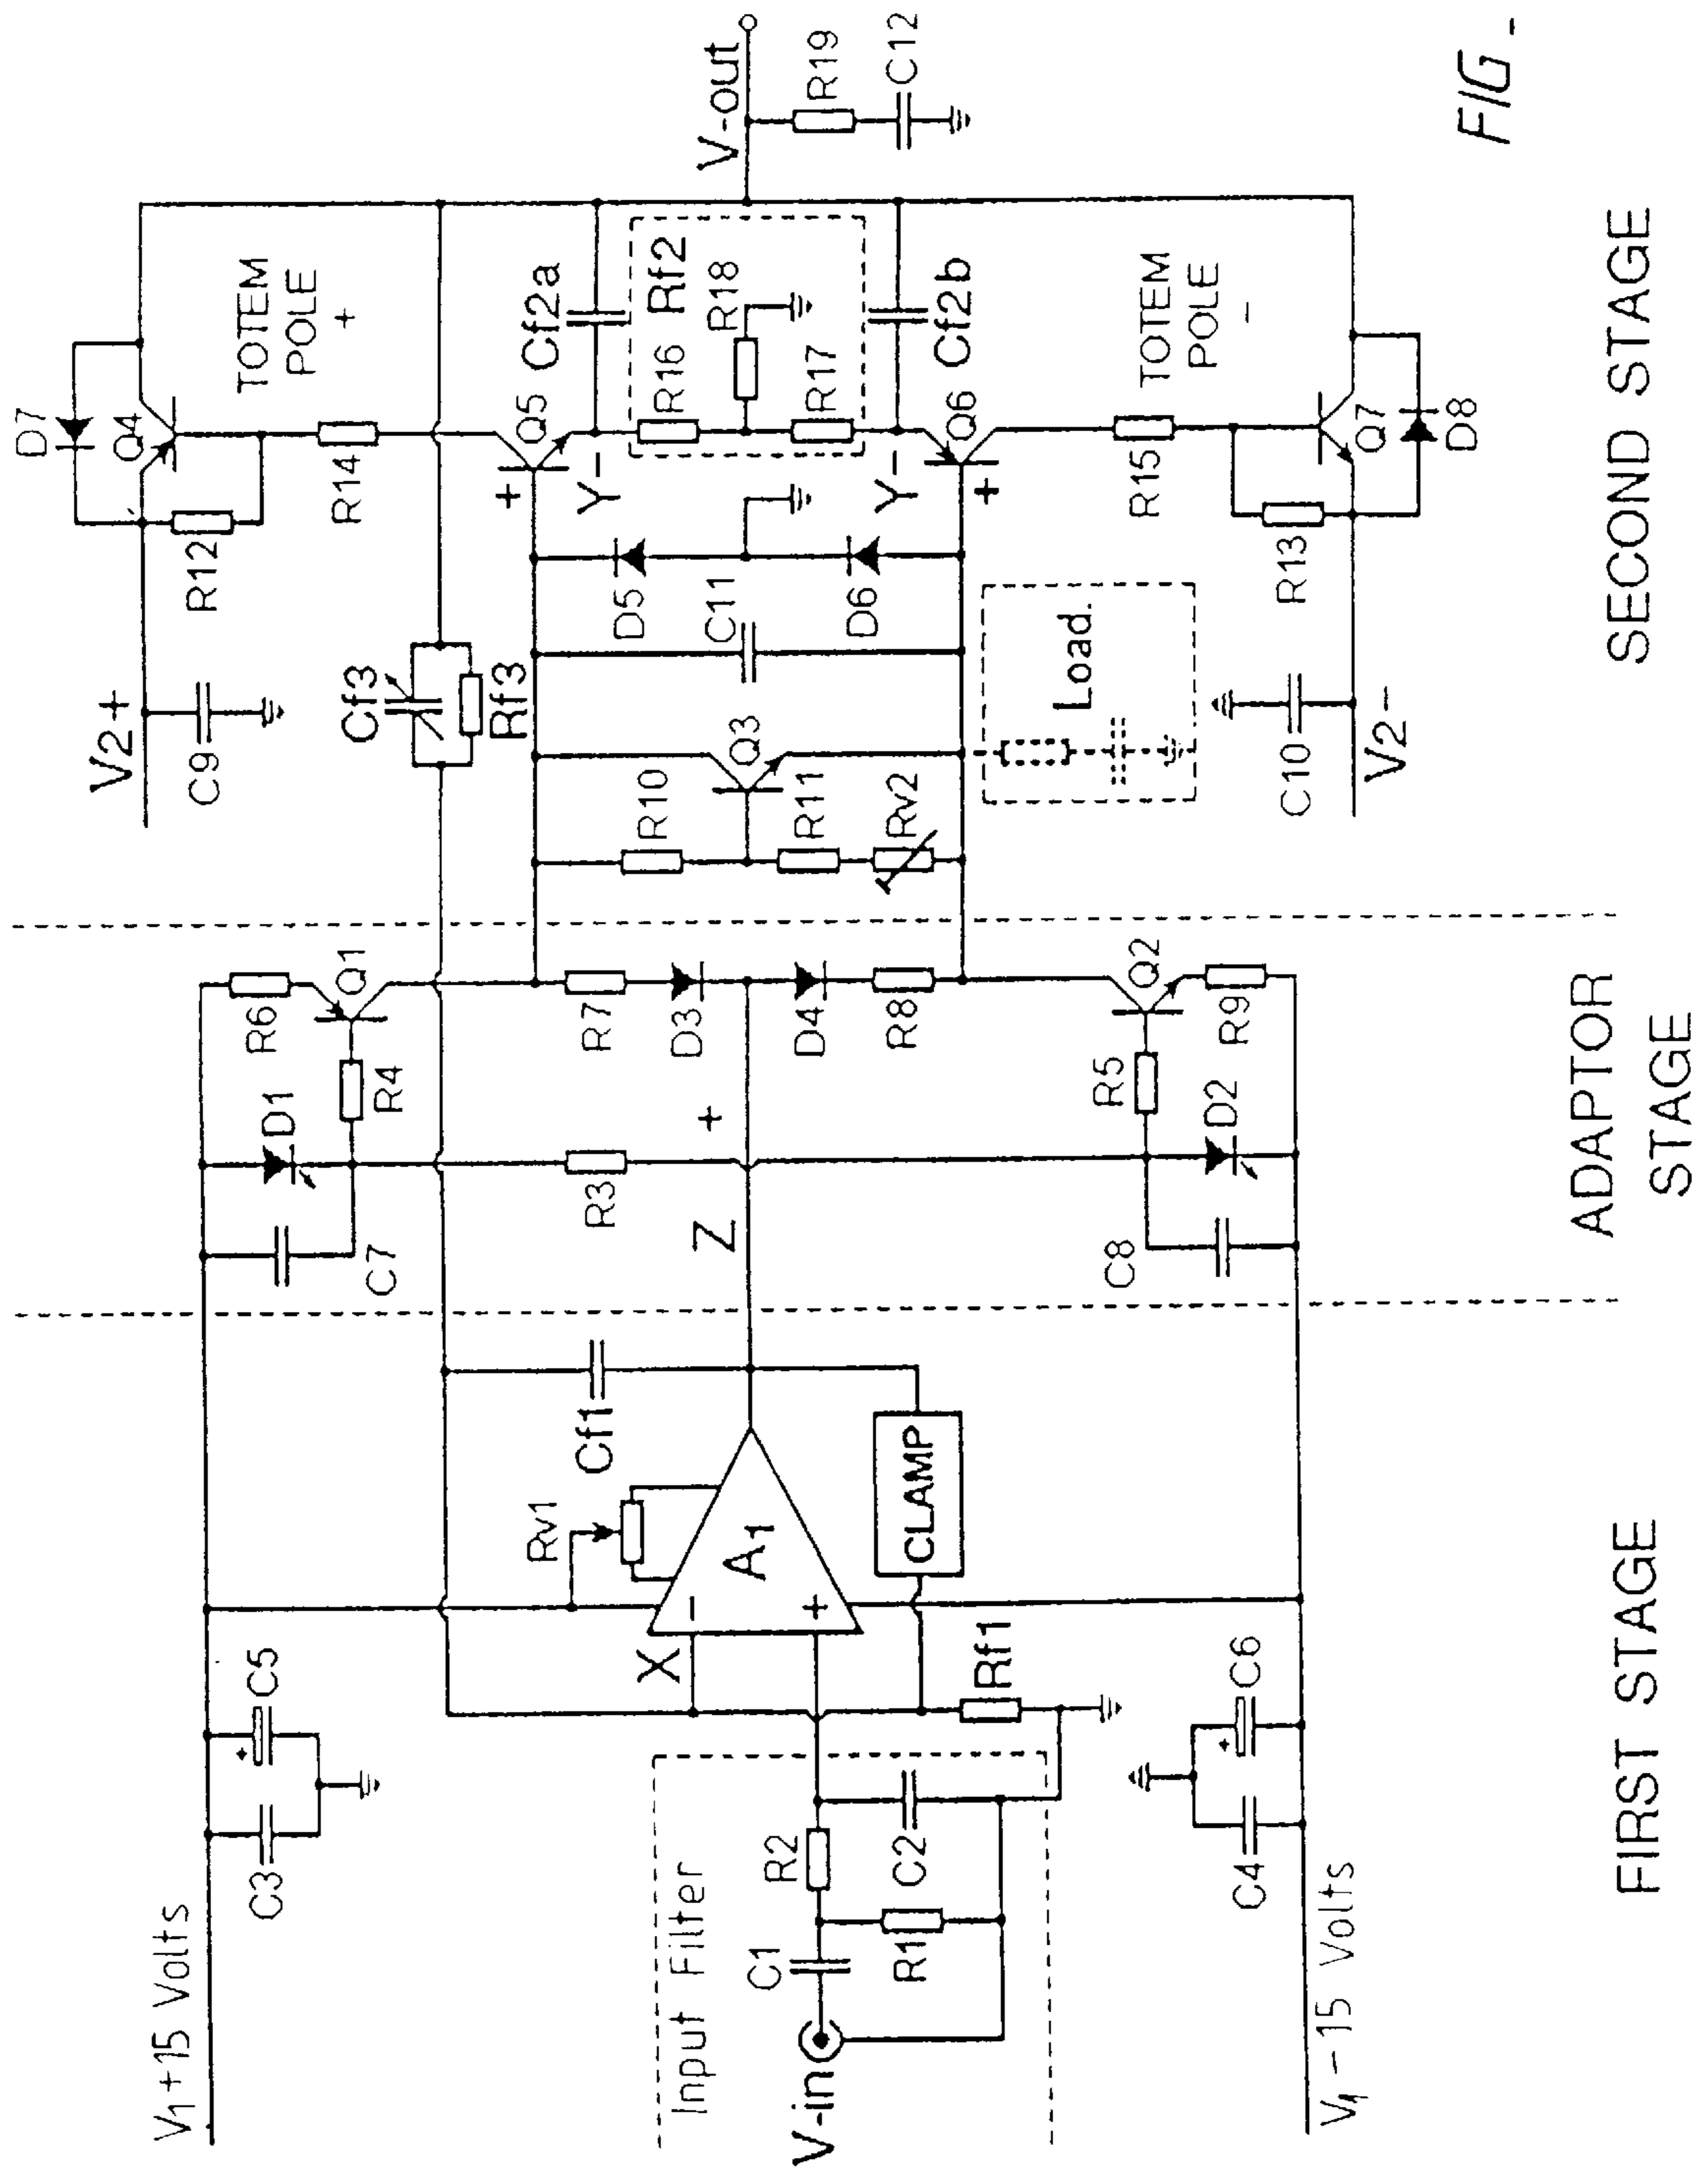 V1 +15 Volts
C3
C5
Input Filter
V-in
C1
R1
R2
C2
X
Rf1
Rv1
A1
−
+
CLAMP
Cf1
C4
C6
V1 − 15 Volts
FIRST STAGE
C7
D1
R4
R6
Q1
R3
Z
+
R7
D3
D4
R8
C8
D2
R5
Q2
R9
ADAPTOR
STAGE
V2+
C9
R12
D7
Q4
TOTEM
POLE
+
R14
Cf3
Rf3
R10
R11
Rv2
Q3
C11
D5
D6
+
Y−
Q5
Cf2a
Rf2
R16
R18
R17
Y−
+
Q6
Cf2b
Load.
R15
TOTEM
POLE
−
R13
Q7
D8
C10
V2−
V-out
R19
C12
SECOND STAGE
FIG